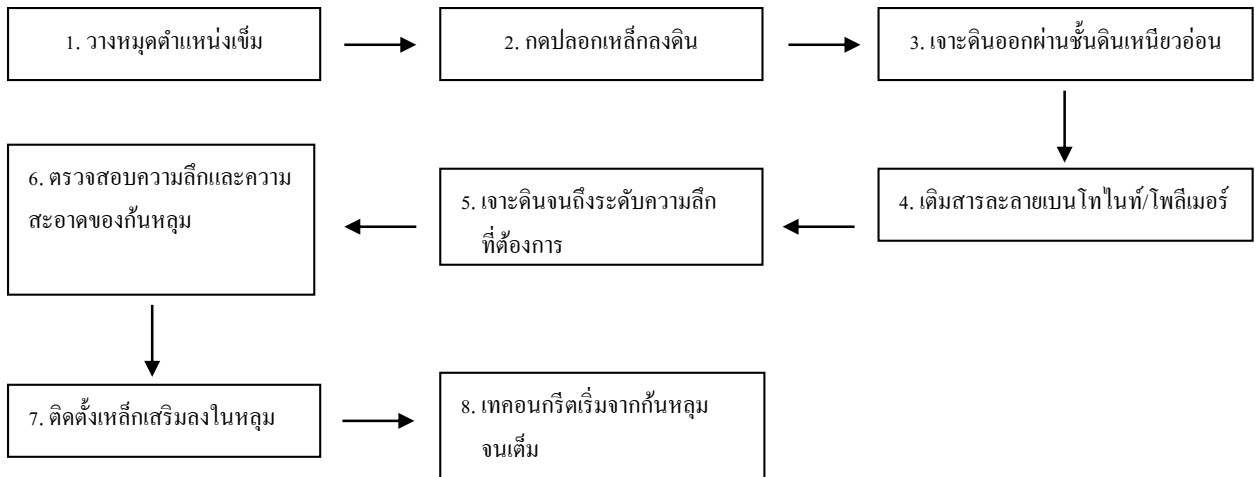 1. วางหมุดตำแหน่งเข็ม
2. กดปลอกเหล็กลงดิน
3. เจาะดินออกผ่านชั้นดินเหนียวอ่อน
4. เติมสารละลายเบนโทไนท์/โพลีเมอร์
5. เจาะดินจนถึงระดับความลึก
ที่ต้องการ
6. ตรวจสอบความลึกและความ
สะอาดของก้นหลุม
7. ติดตั้งเหล็กเสริมลงในหลุม
8. เทคอนกรีตเริ่มจากก้นหลุม
จนเต็ม